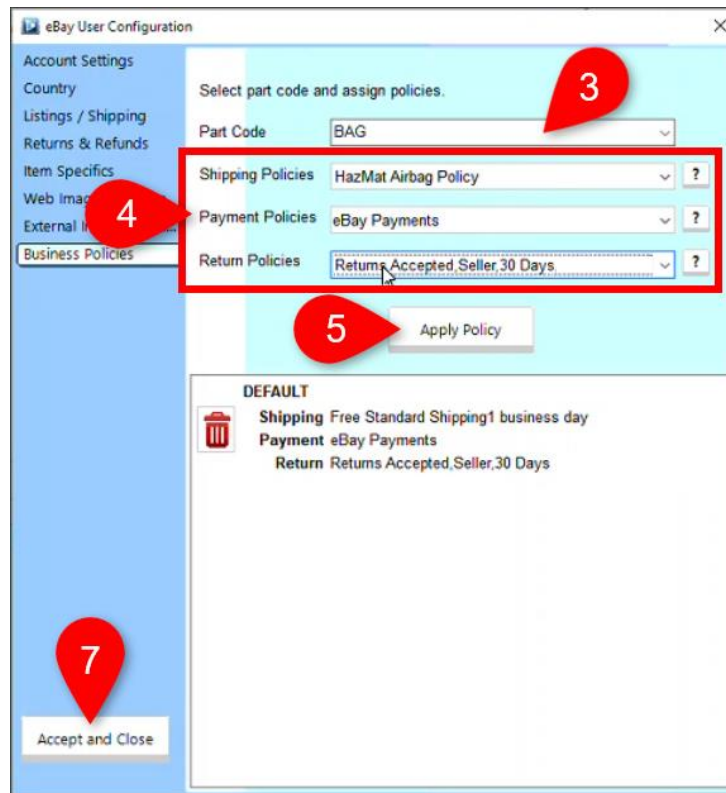 eBay User Configuration
Account Settings
Country
Listings / Shipping
Returns & Refunds
Item Specifics
Web Imag
External I
Business Policies
Select part code and assign policies.
3
Part Code BAG
4
Shipping Policies HazMat Airbag Policy ?
Payment Policies eBay Payments ?
Return Policies Returns Accepted,Seller,30 Days ?
5
Apply Policy
DEFAULT
Shipping Free Standard Shipping1 business day
Payment eBay Payments
Return Returns Accepted,Seller,30 Days
7
Accept and Close